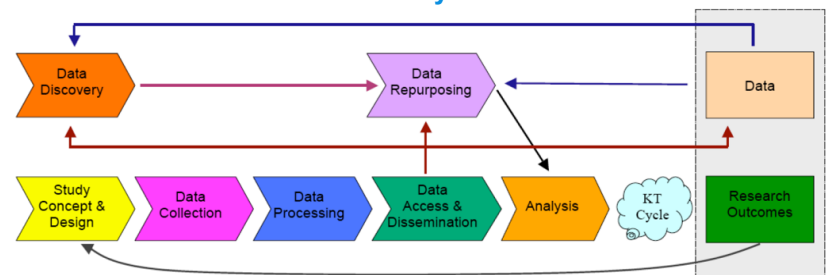 Data
Discovery
Data
Repurposing
Data
Study
Concept &
Design
Data
Collection
Data
Processing
Data
Access &
Dissemination
Analysis
KT
Cycle
Research
Outcomes